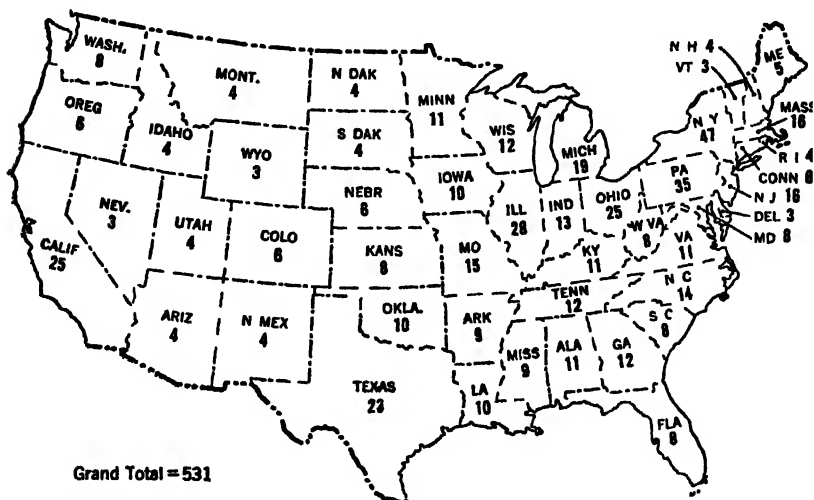 WASH.
8
OREG
6
CALIF
25
NEV.
3
IDAHO
4
MONT.
4
WYO
3
UTAH
4
COLO
6
ARIZ
4
N MEX
4
N DAK
4
S DAK
4
NEBR
6
KANS
8
OKLA.
10
TEXAS
23
MINN
11
IOWA
10
MO
15
ARK
9
LA
10
WIS
12
ILL
28
MICH
19
IND
13
OHIO
25
KY
11
TENN
12
MISS
9
ALA
11
GA
12
FLA
8
S C
8
N C
14
VA
11
W VA
8
PA
35
N Y
47
N H 4
VT 3
ME
5
MASS
16
R I 4
CONN 8
N J 16
DEL 3
MD 8
Grand Total = 531